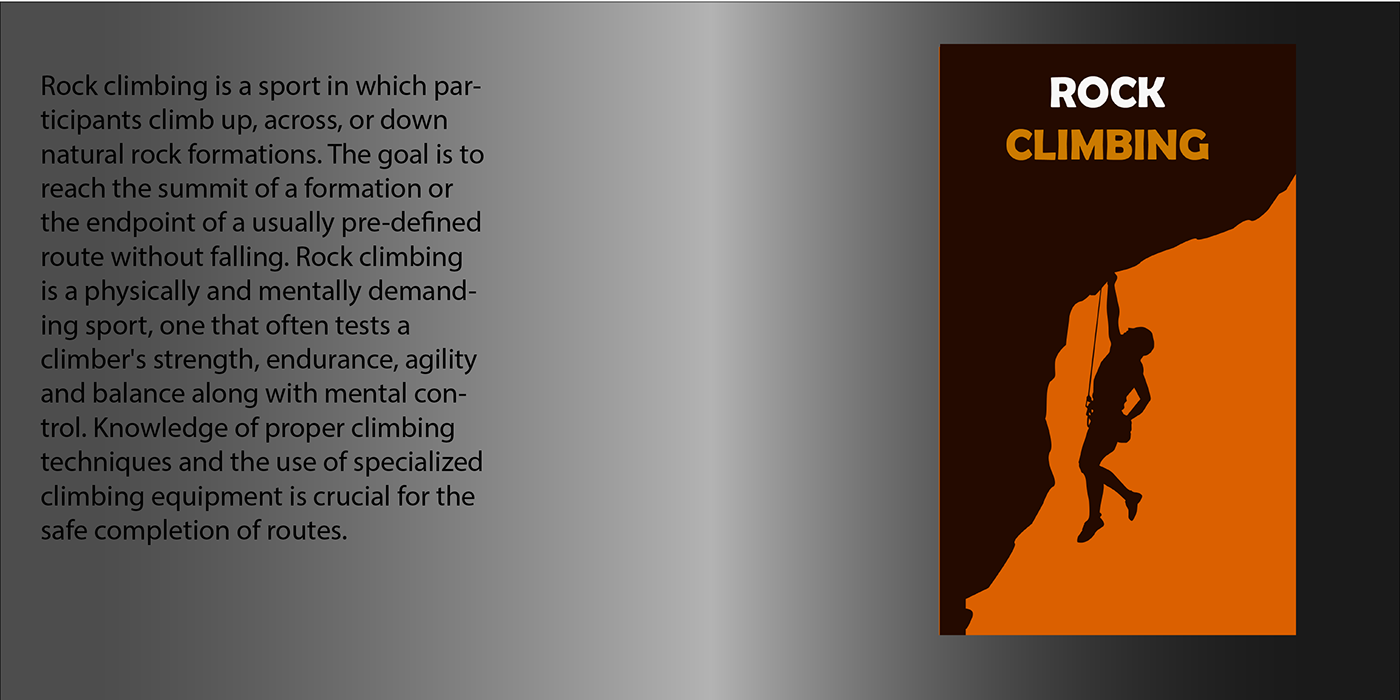 Rock climbing is a sport in which par-
ticipants climb up, across, or down
natural rock formations. The goal is to
reach the summit of a formation or
the endpoint of a usually pre-defined
route without falling. Rock climbing
is a physically and mentally demand-
ing sport, one that often tests a
climber's strength, endurance, agility
and balance along with mental con-
trol. Knowledge of proper climbing
techniques and the use of specialized
climbing equipment is crucial for the
safe completion of routes.
ROCK
CLIMBING